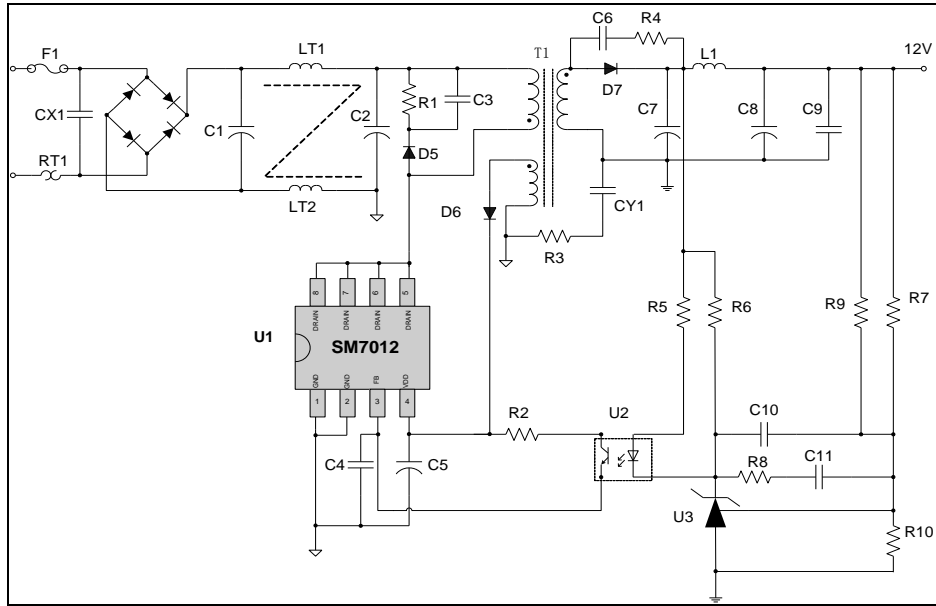 C6 R4
F1 LT1 T1 L1 12V
D7
CX1 C1 C2 R1 C3 C7 C8 C9
D5
RT1
LT2 D6 CY1
R3
8 7 6 5
DRAIN DRAIN DRAIN DRAIN
R5 R6 R9 R7
U1 SM7012
GND GND FB VDD
1 2 3 4
R2 U2 C10
C4 C5 R8 C11
U3
R10